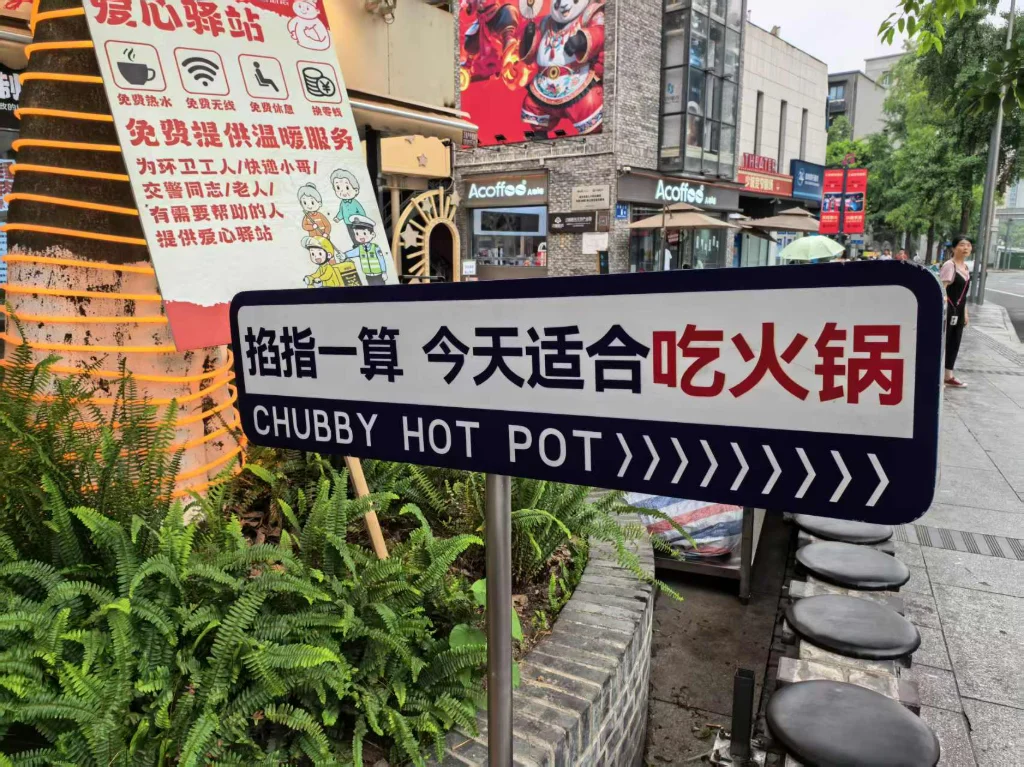 爱心驿站
免费热水 免费无线 免费休息 换零钱
免费提供温暖服务
为环卫工人/快递小哥/
交警同志/老人/
有需要帮助的人
提供爱心驿站
Acoffee
Acoffee
THEATER
掐指一算 今天适合吃火锅
CHUBBY HOT POT